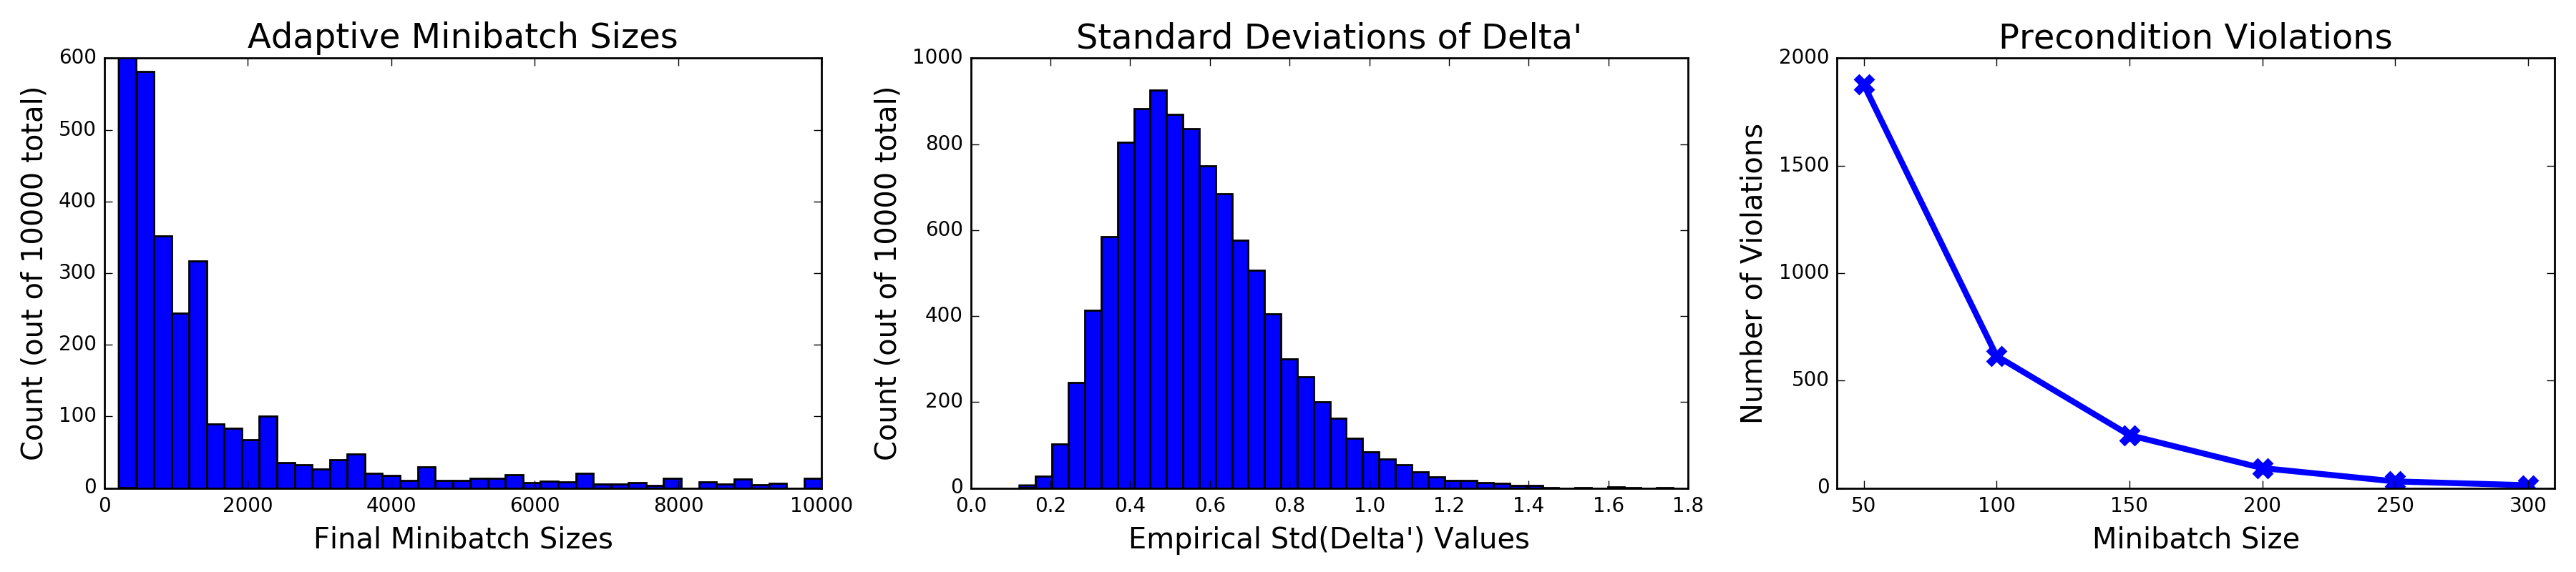 Adaptive Minibatch Sizes
Count (out of 10000 total)
600
500
400
300
200
100
0
0 2000 4000 6000 8000 10000
Final Minibatch Sizes
Standard Deviations of Delta'
Count (out of 10000 total)
1000
800
600
400
200
0
0.0 0.2 0.4 0.6 0.8 1.0 1.2 1.4 1.6 1.8
Empirical Std(Delta') Values
Precondition Violations
Number of Violations
2000
1500
1000
500
0
50 100 150 200 250 300
Minibatch Size